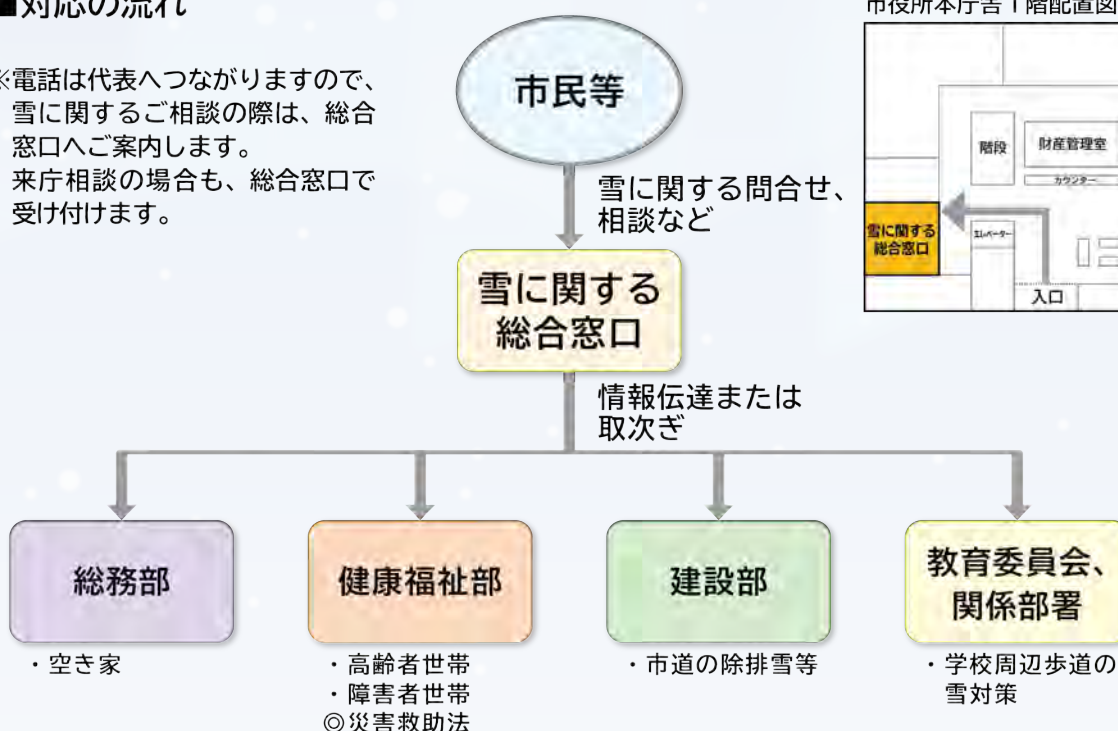 ■対応の流れ
※電話は代表へつながりますので、
雪に関するご相談の際は、総合
窓口へご案内します。
来庁相談の場合も、総合窓口で
受け付けます。
市役所本庁舎1階配置図
階段
財産管理室
カウンター
雪に関する
総合窓口
エレベーター
入口
市民等
雪に関する問合せ、
相談など
雪に関する
総合窓口
情報伝達または
取次ぎ
総務部
・空き家
健康福祉部
・高齢者世帯
・障害者世帯
◎災害救助法
建設部
・市道の除排雪等
教育委員会、
関係部署
・学校周辺歩道の
雪対策